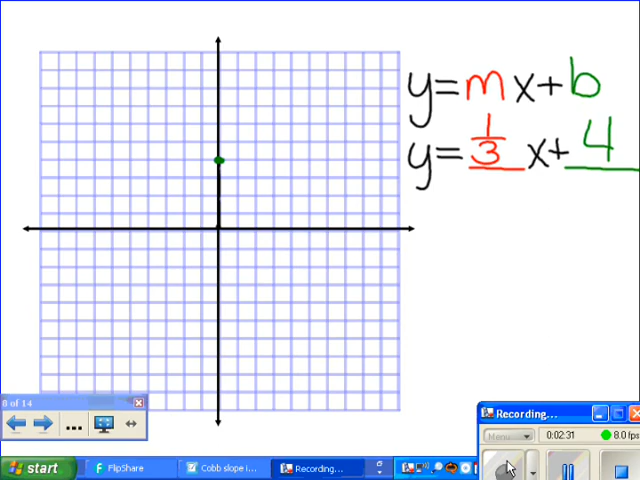 y=mx+b
y=1/3x+4
8 of 14
...
Recording...
Menu...
0:02:31
8.0 fps
start
FlipShare
Cobb slope i...
Recording...